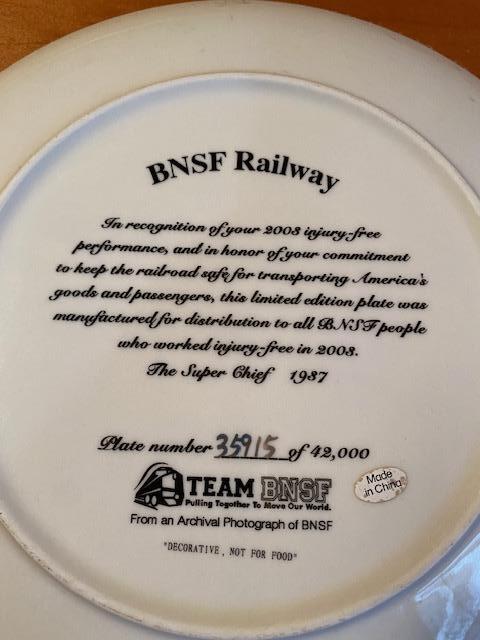 BNSF Railway
In recognition of your 2003 injury-free
performance, and in honor of your commitment
to keep the railroad safe for transporting America's
goods and passengers, this limited edition plate was
manufactured for distribution to all BNSF people
who worked injury-free in 2003.
The Super Chief 1937
Plate number 35915 of 42,000
TEAM BNSF
Pulling Together To Move Our World.
Made
in China
From an Archival Photograph of BNSF
"DECORATIVE, NOT FOR FOOD"